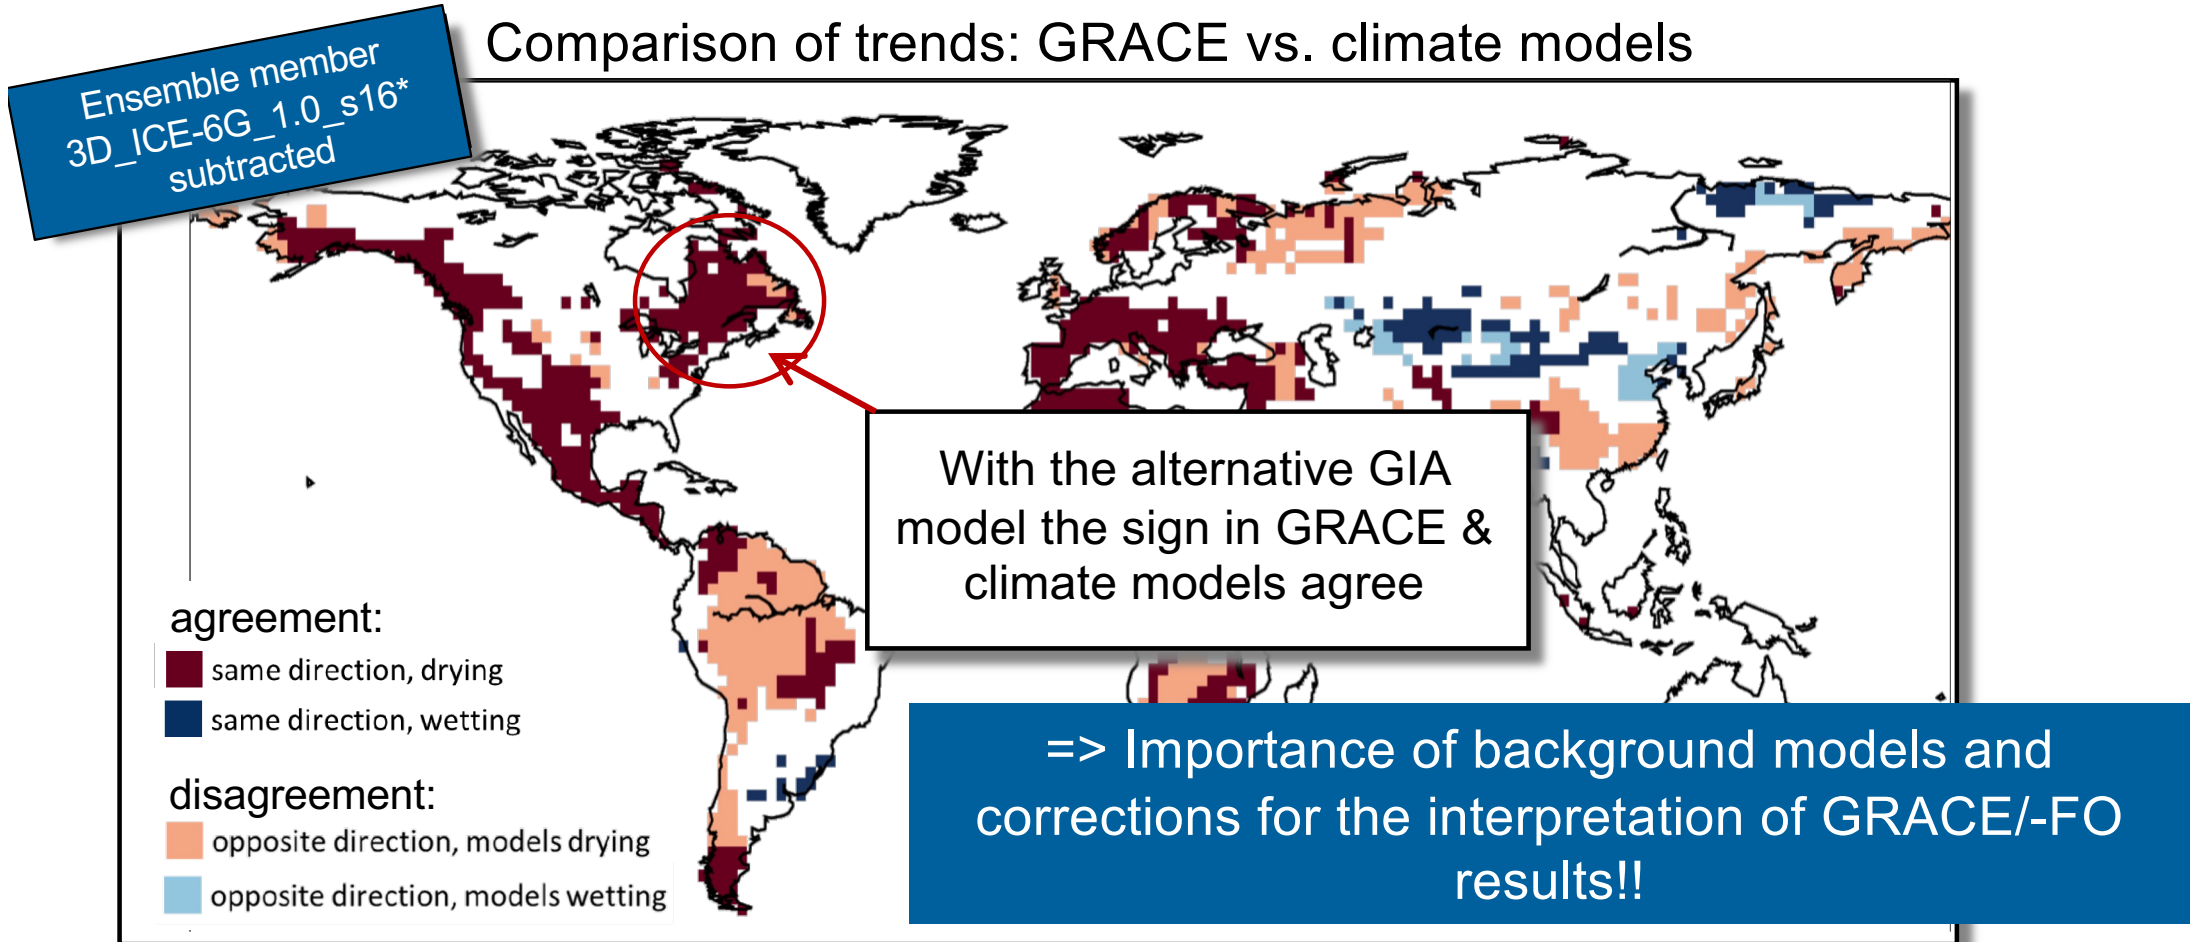 Comparison of trends: GRACE vs. climate models
Ensemble member
3D_ICE-6G_1.0_s16*
subtracted
With the alternative GIA
model the sign in GRACE &
climate models agree
agreement:
same direction, drying
same direction, wetting
disagreement:
opposite direction, models drying
opposite direction, models wetting
=> Importance of background models and
corrections for the interpretation of GRACE/-FO
results!!